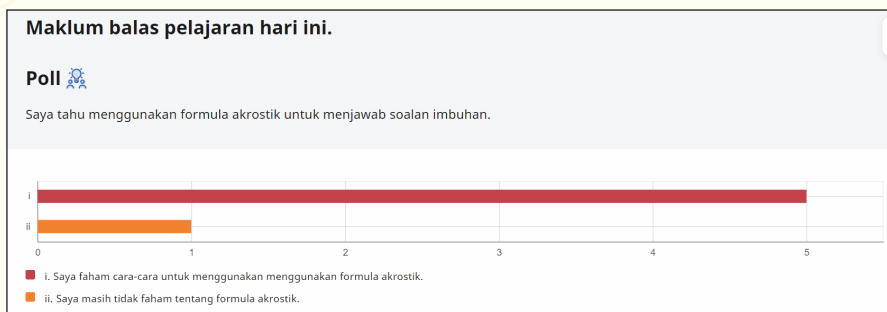 Maklum balas pelajaran hari ini.
Poll
Saya tahu menggunakan formula akrostik untuk menjawab soalan imbuhan.
i
ii
0 1 2 3 4 5
i. Saya faham cara-cara untuk menggunakan menggunakan formula akrostik.
ii. Saya masih tidak faham tentang formula akrostik.